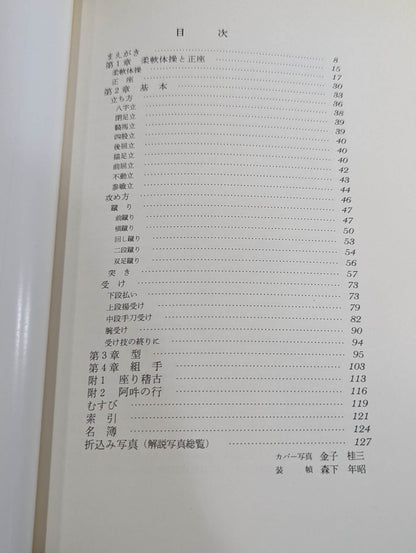 目 次
まえがき 8
第1章 柔軟体操と正座 15
柔軟体操 17
正 座 30
第2章 基 本 33
立ち方 36
八字立 38
閉足立 39
騎馬立 39
四股立 40
後屈立 40
猫足立 40
前屈立 42
不動立 43
参戦立 44
攻め方 46
蹴 り 47
前蹴り 47
横蹴り 50
回し蹴り 53
二段蹴り 54
双足蹴り 56
突 き 57
受 け 73
下段払い 73
上段揚受け 79
中段手刀受け 82
腕受け 90
受け技の終りに 94
第3章 型 95
第4章 組 手 103
附1 座り稽古 113
附2 阿吽の行 116
むすび 119
索 引 121
名 簿 124
折込み写真（解説写真総覧） 127
カバー写真 金子 桂三
装 幀 森下 年昭